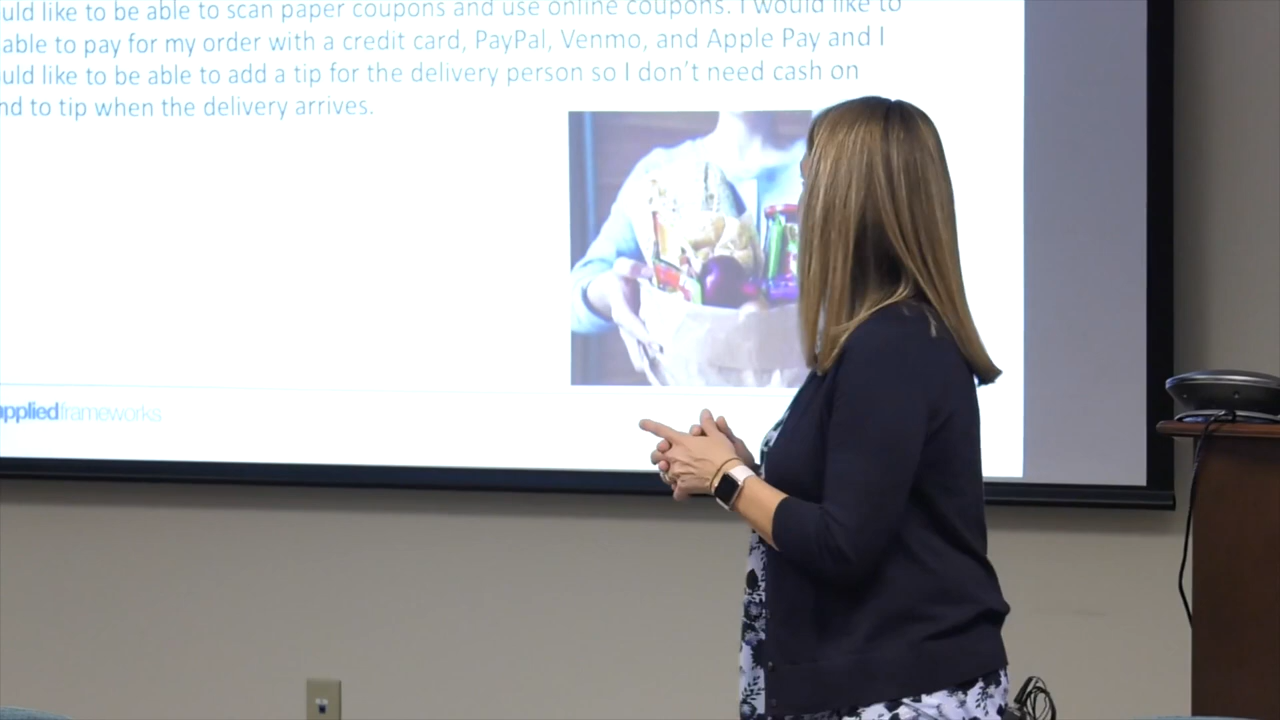 uld like to be able to scan paper coupons and use online coupons. I would like to
able to pay for my order with a credit card, PayPal, Venmo, and Apple Pay and I
uld like to be able to add a tip for the delivery person so I don't need cash on
nd to tip when the delivery arrives.
appliedframeworks